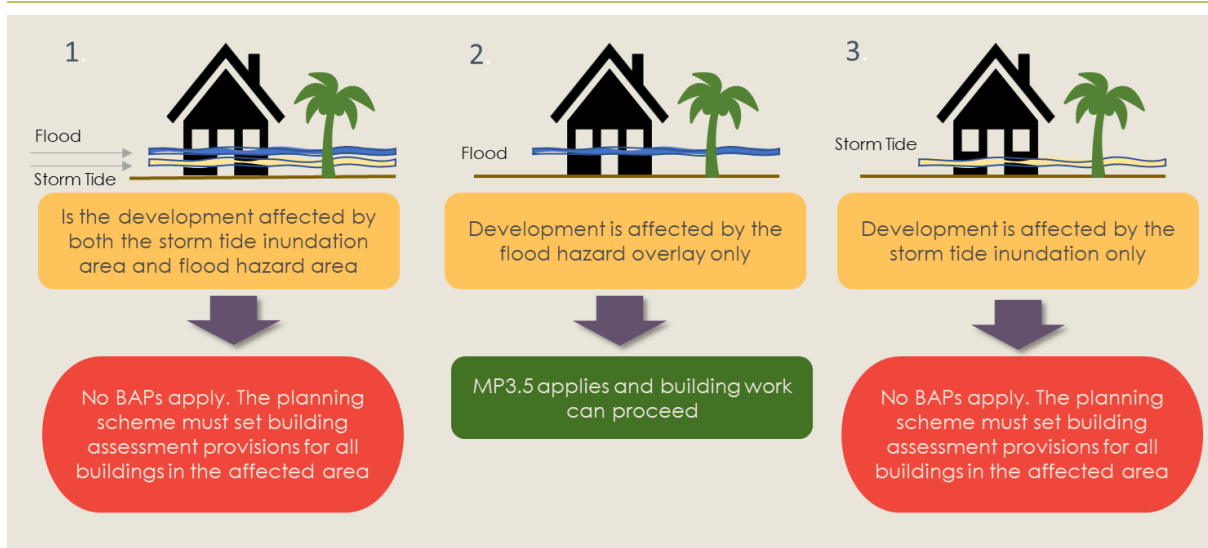 1.
Flood
Storm Tide
Is the development affected by
both the storm tide inundation
area and flood hazard area
No BAPs apply. The planning
scheme must set building
assessment provisions for all
buildings in the affected area
2.
Flood
Development is affected by the
flood hazard overlay only
MP3.5 applies and building work
can proceed
3.
Storm Tide
Development is affected by the
storm tide inundation only
No BAPs apply. The planning
scheme must set building
assessment provisions for all
buildings in the affected area